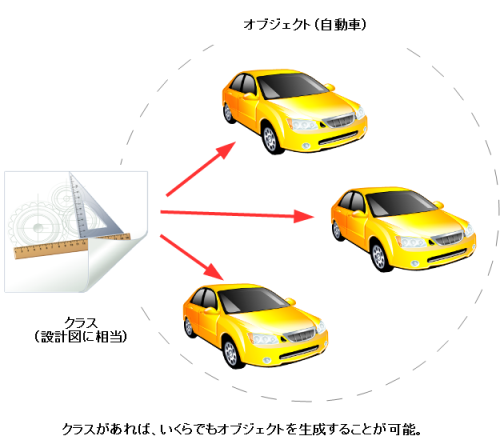 オブジェクト（自動車）
クラス
（設計図に相当）
クラスがあれば、いくらでもオブジェクトを生成することが可能。